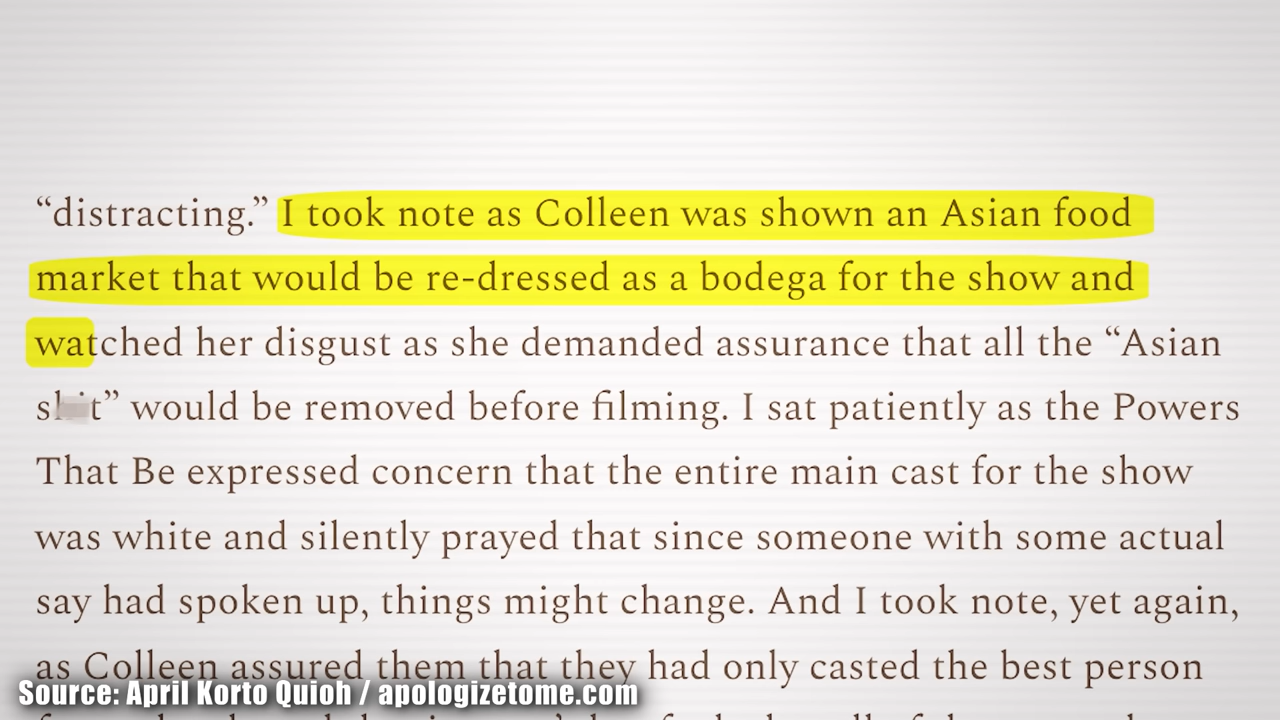 “distracting.” I took note as Colleen was shown an Asian food
market that would be re-dressed as a bodega for the show and
watched her disgust as she demanded assurance that all the “Asian
sh t” would be removed before filming. I sat patiently as the Powers
That Be expressed concern that the entire main cast for the show
was white and silently prayed that since someone with some actual
say had spoken up, things might change. And I took note, yet again,
as Colleen assured them that they had only casted the best person
Source: April Korto Quioh / apologizetome.com